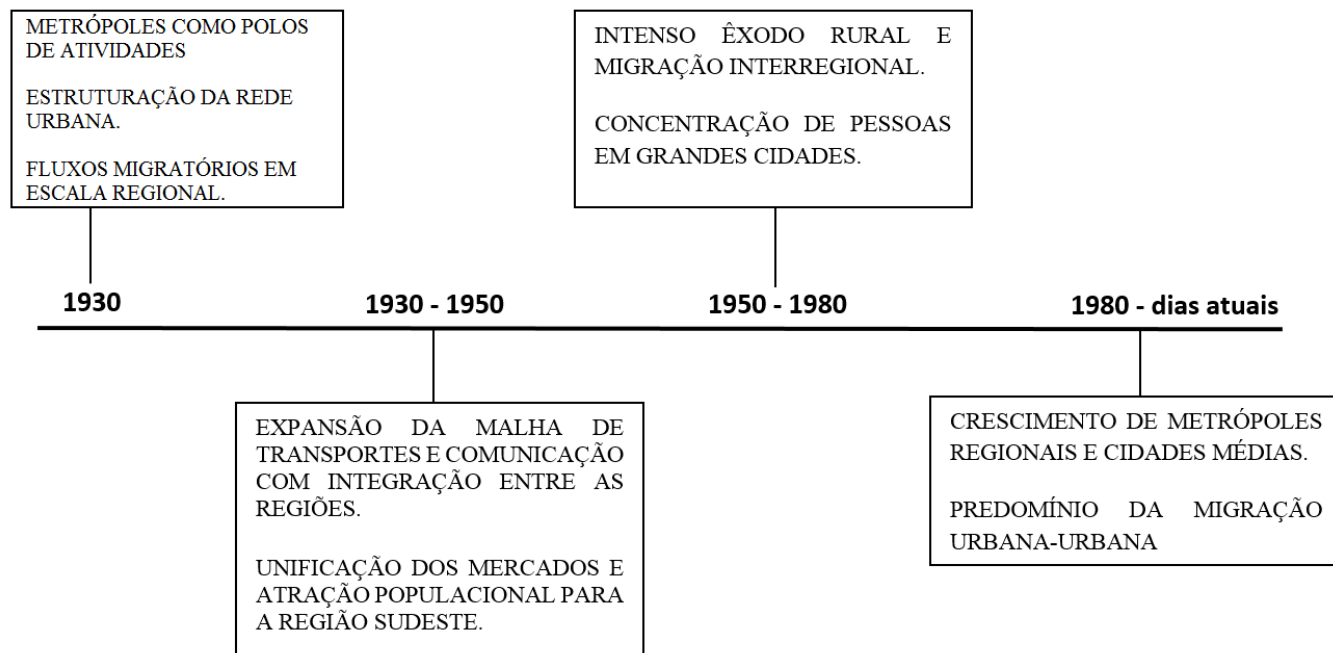 METRÓPOLES COMO POLOS
DE ATIVIDADES
ESTRUTURAÇÃO DA REDE
URBANA.
FLUXOS MIGRATÓRIOS EM
ESCALA REGIONAL.
INTENSO ÊXODO RURAL E
MIGRAÇÃO INTERREGIONAL.
CONCENTRAÇÃO DE PESSOAS
EM GRANDES CIDADES.
1930
1930 - 1950
1950 - 1980
1980 - dias atuais
EXPANSÃO DA MALHA DE
TRANSPORTES E COMUNICAÇÃO
COM INTEGRAÇÃO ENTRE AS
REGIÕES.
UNIFICAÇÃO DOS MERCADOS E
ATRAÇÃO POPULACIONAL PARA
A REGIÃO SUDESTE.
CRESCIMENTO DE METRÓPOLES
REGIONAIS E CIDADES MÉDIAS.
PREDOMÍNIO DA MIGRAÇÃO
URBANA-URBANA